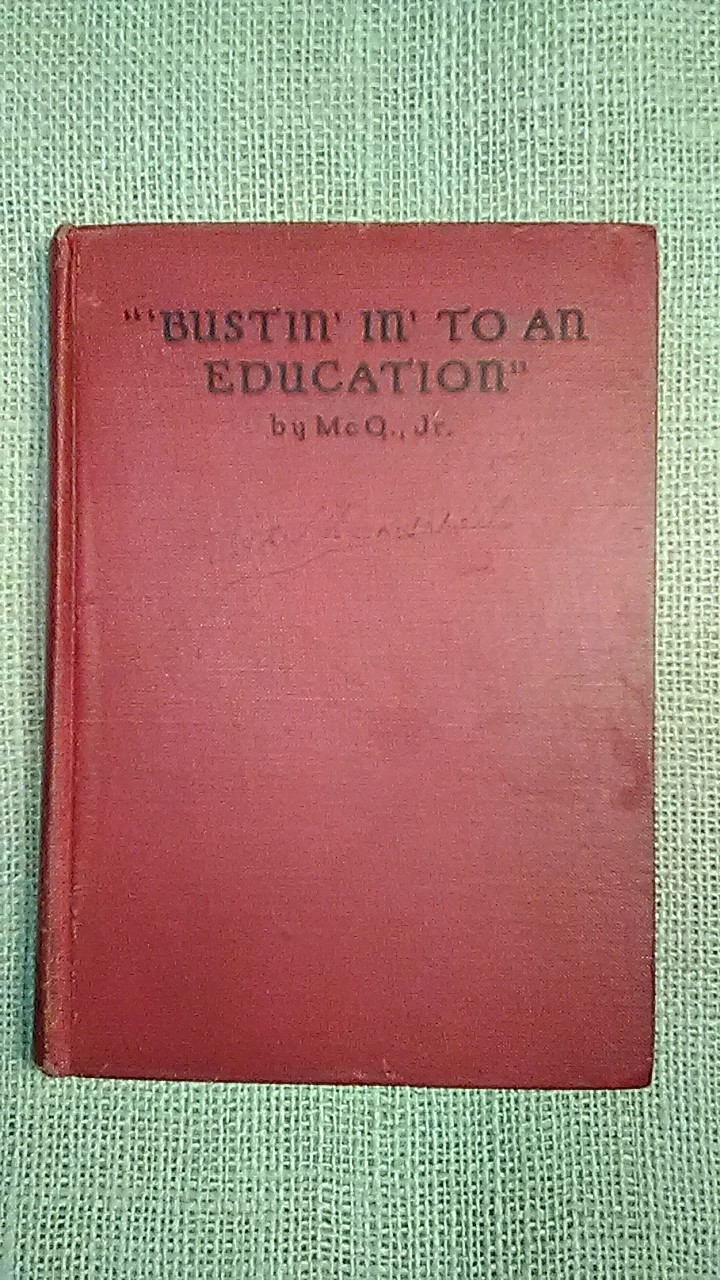 "'BUSTIN' IN' TO AN
EDUCATION"
by McQ., Jr.